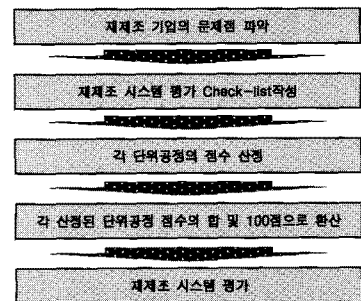 재제조 기업의 문제점 파악
재제조 시스템 평가 Check-list작성
각 단위공정의 점수 산정
각 산정된 단위공정 점수의 합 및 100점으로 환산
재제조 시스템 평가